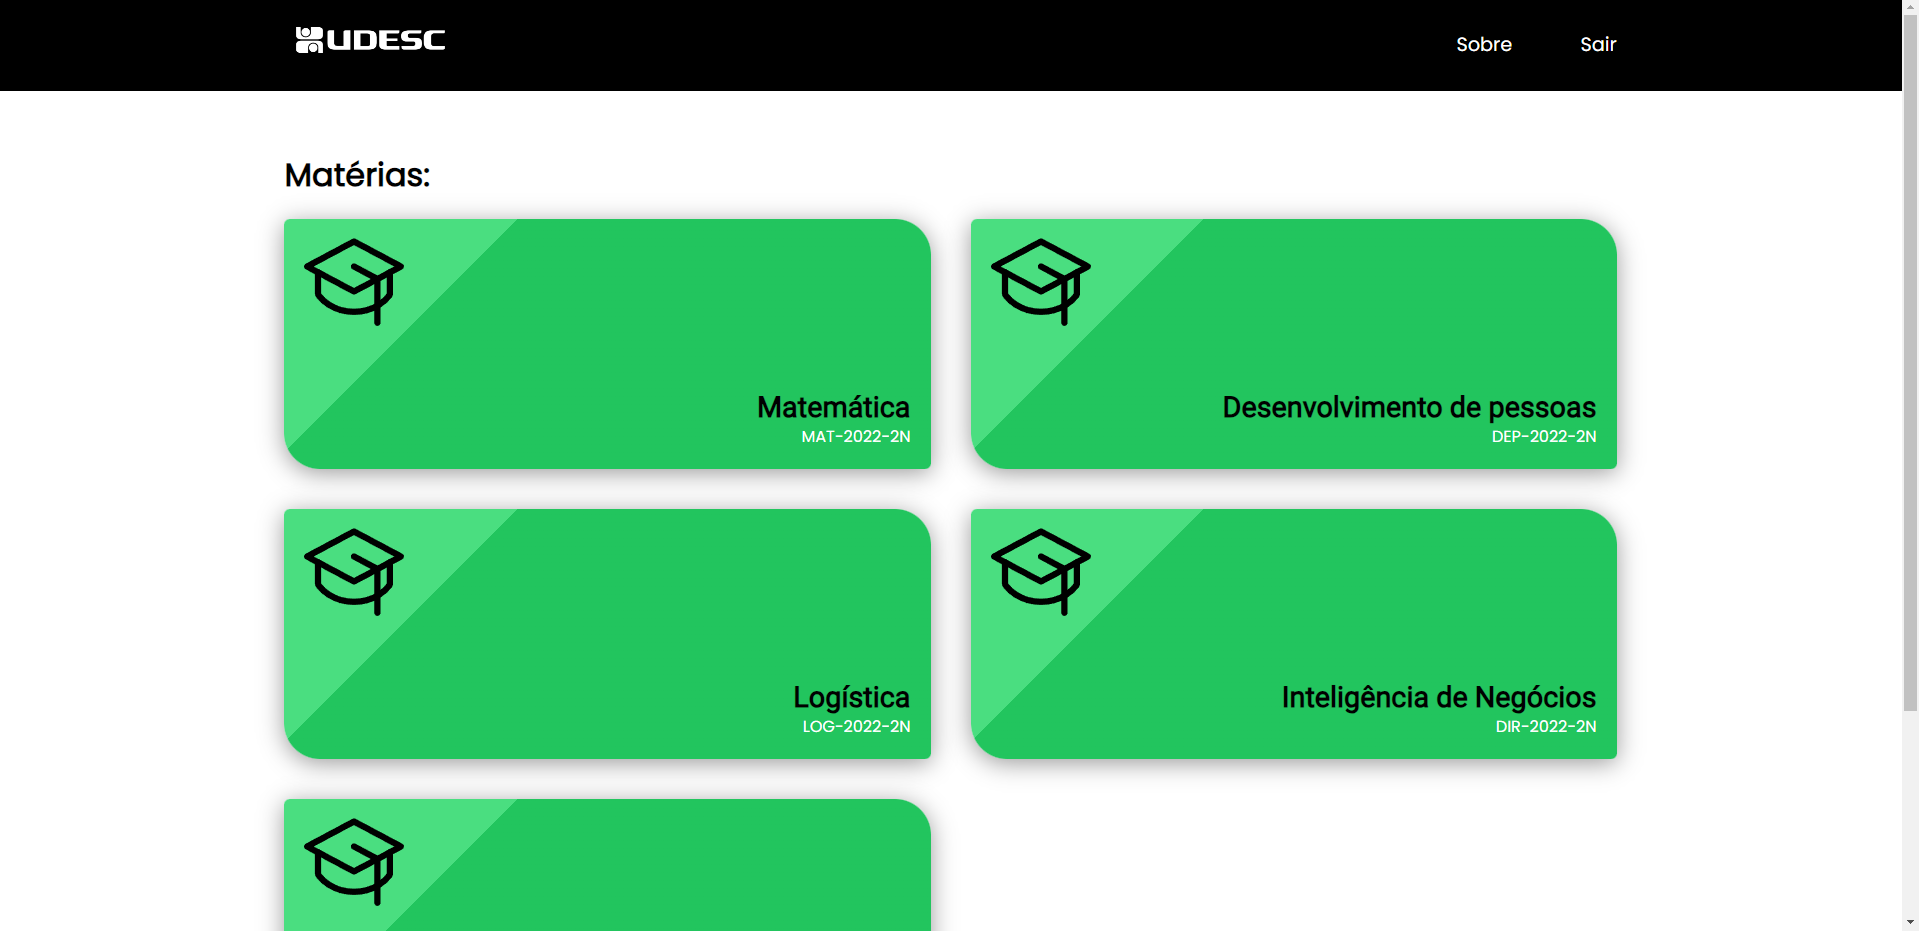 UDESC
Sobre
Sair
Matérias:
Matemática
MAT-2022-2N
Desenvolvimento de pessoas
DEP-2022-2N
Logística
LOG-2022-2N
Inteligência de Negócios
DIR-2022-2N